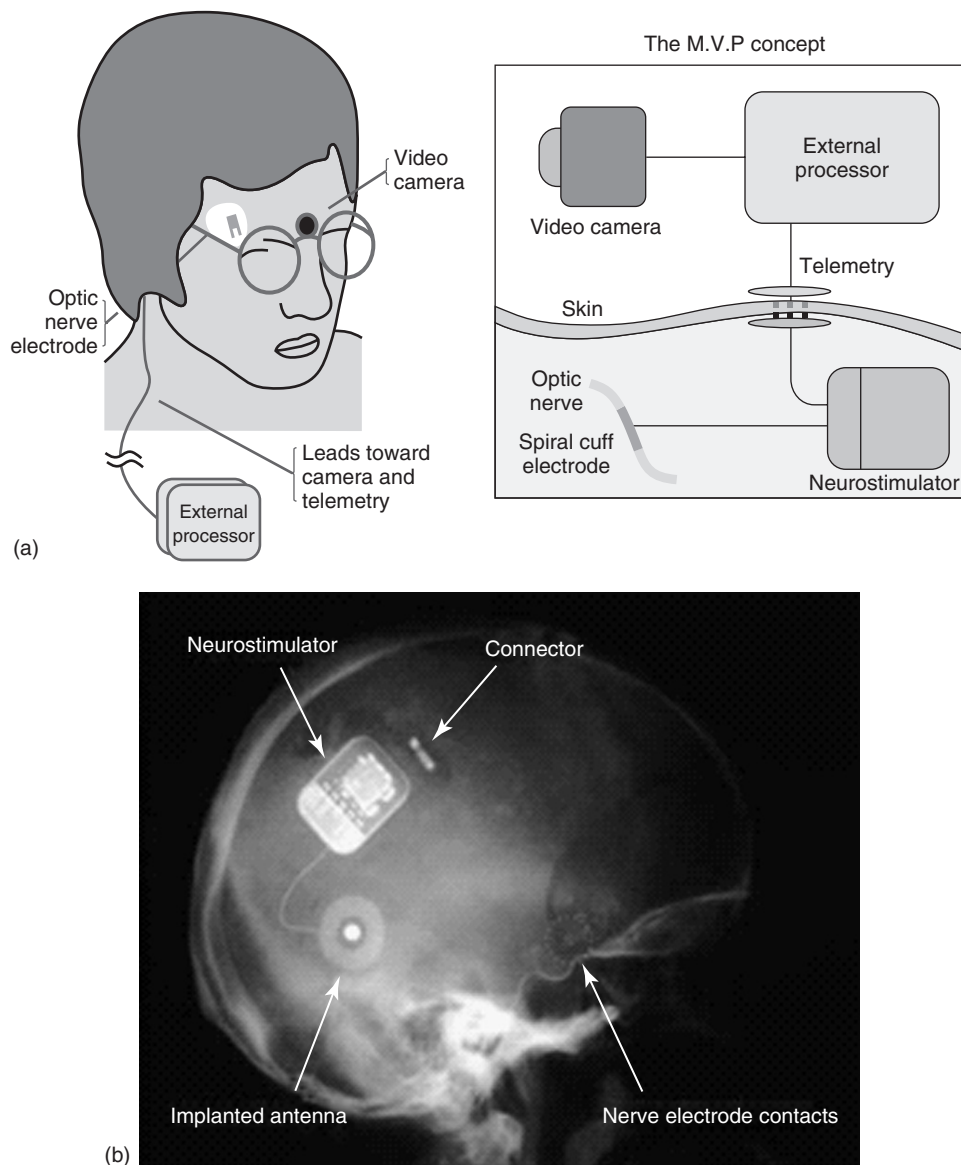 Video
camera
Optic
nerve
electrode
Leads toward
camera and
telemetry
External
processor
(a)
The M.V.P concept
External
processor
Video camera
Telemetry
Skin
Optic
nerve
Spiral cuff
electrode
Neurostimulator
Neurostimulator
Connector
Implanted antenna
Nerve electrode contacts
(b)